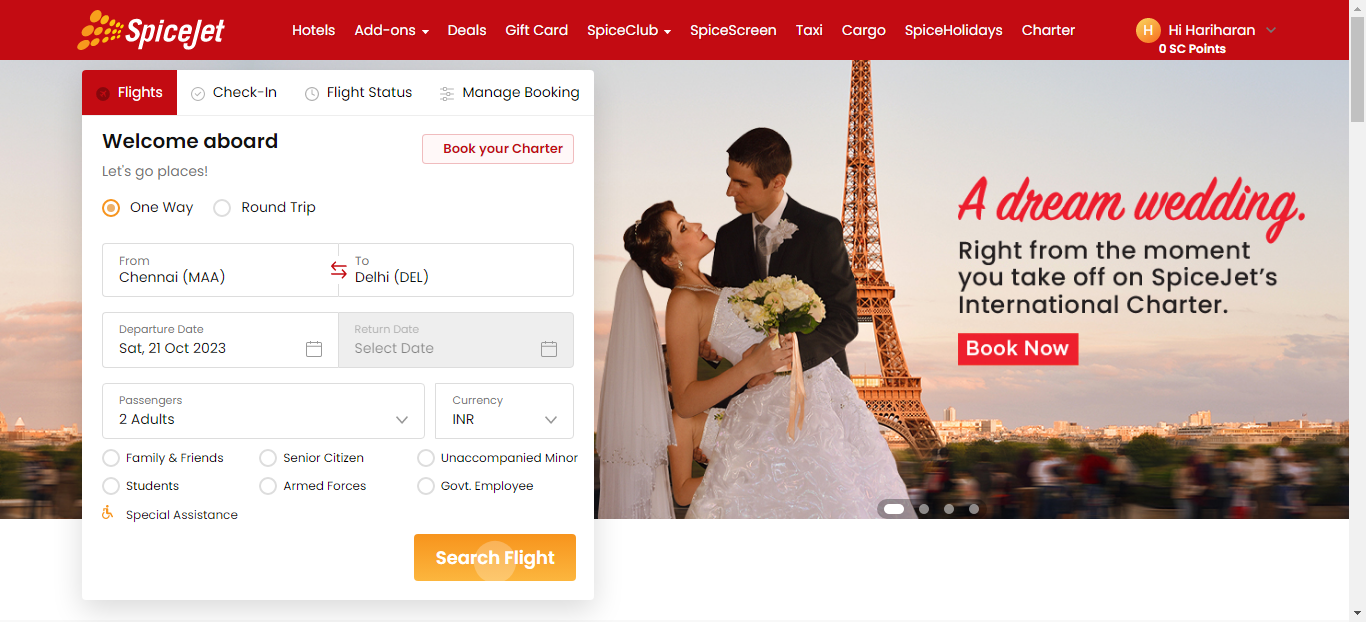 SpiceJet
Hotels Add-ons Deals Gift Card SpiceClub SpiceScreen Taxi Cargo SpiceHolidays Charter
H Hi Hariharan
0 SC Points
Flights Check-In Flight Status Manage Booking
Welcome aboard
Book your Charter
Let's go places!
One Way Round Trip
From To
Chennai (MAA) Delhi (DEL)
Departure Date Return Date
Sat, 21 Oct 2023 Select Date
Passengers Currency
2 Adults INR
Family & Friends Senior Citizen Unaccompanied Minor
Students Armed Forces Govt. Employee
Special Assistance
Search Flight
A dream wedding.
Right from the moment
you take off on SpiceJet's
International Charter.
Book Now